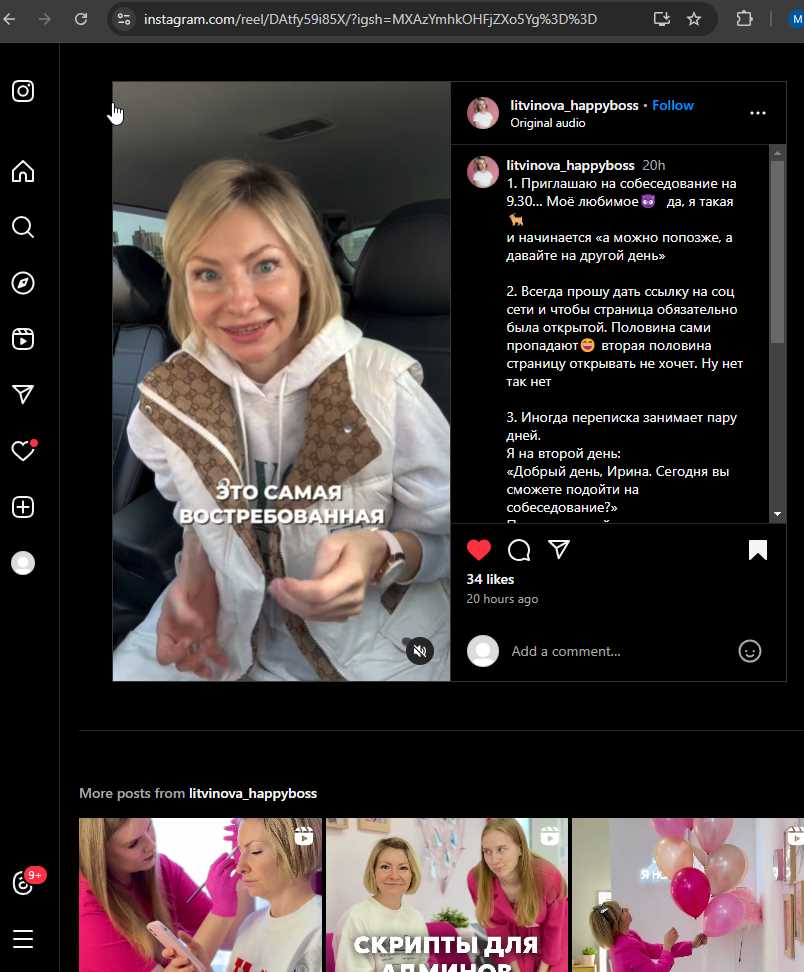 instagram.com/reel/DAtfy59i85X/?igsh=MXAzYmhkOHFjZXo5Yg%3D%3D
M
litvinova_happyboss • Follow
Original audio
litvinova_happyboss 20h
1. Приглашаю на собеседование на
9.30... Моё любимое😈 да, я такая
🐈
и начинается «а можно попозже, а
давайте на другой день»
2. Всегда прошу дать ссылку на соц
сети и чтобы страница обязательно
была открытой. Половина сами
пропадают😄 вторая половина
страницу открывать не хочет. Ну нет
так нет
3. Иногда переписка занимает пару
дней.
Я на второй день:
«Добрый день, Ирина. Сегодня вы
сможете подойти на
собеседование?»
ЭТО САМАЯ
ВОСТРЕБОВАННАЯ
34 likes
20 hours ago
Add a comment...
More posts from litvinova_happyboss
9+
СКРИПТЫ ДЛЯ
АДМИНОВ